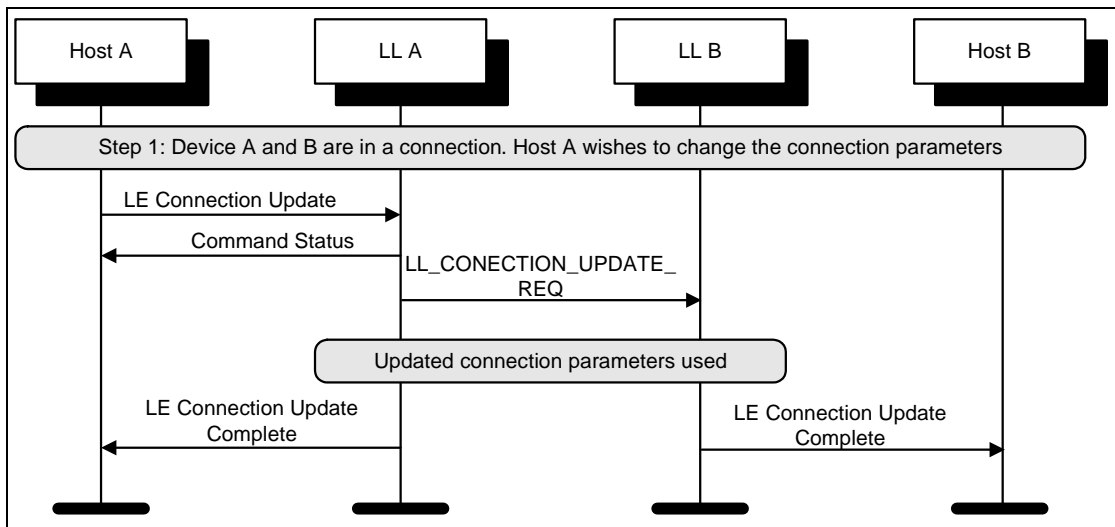 Host A
LL A
LL B
Host B
Step 1: Device A and B are in a connection. Host A wishes to change the connection parameters
LE Connection Update
Command Status
LL_CONECTION_UPDATE_
REQ
Updated connection parameters used
LE Connection Update
Complete
LE Connection Update
Complete